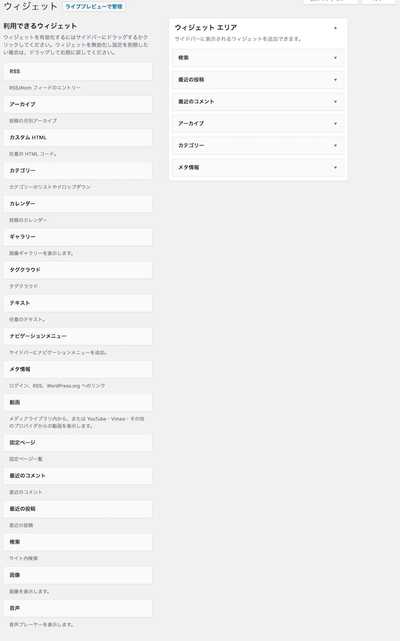 ウィジェット
ライブプレビューで管理
利用できるウィジェット
ウィジェットを有効化するにはサイドバーにドラッグするかク
リックしてください。ウィジェットを無効化し設定を削除した
い場合は、ドラッグしてお戻しください。
RSS
RSS/Atom フィードのエントリー
アーカイブ
投稿の月別アーカイブ
カスタム HTML
任意の HTML コード。
カテゴリー
カテゴリーのリストやドロップダウン
カレンダー
投稿のカレンダー
ギャラリー
画像ギャラリーを表示します。
タグクラウド
タグクラウド
テキスト
任意のテキスト。
ナビゲーションメニュー
サイドバーにナビゲーションメニューを追加。
メタ情報
ログイン、RSS、WordPress.org へのリンク
動画
メディアライブラリ内から、または YouTube・Vimeo・その他
のプロバイダからの動画を表示します。
固定ページ
固定ページ一覧
最近のコメント
最近のコメント
最近の投稿
最近の投稿
検索
サイト内検索
画像
画像を表示します。
音声
音声プレーヤーを表示します。
ウィジェット エリア
サイドバーに表示されるウィジェットを追加できます。
検索
最近の投稿
最近のコメント
アーカイブ
カテゴリー
メタ情報